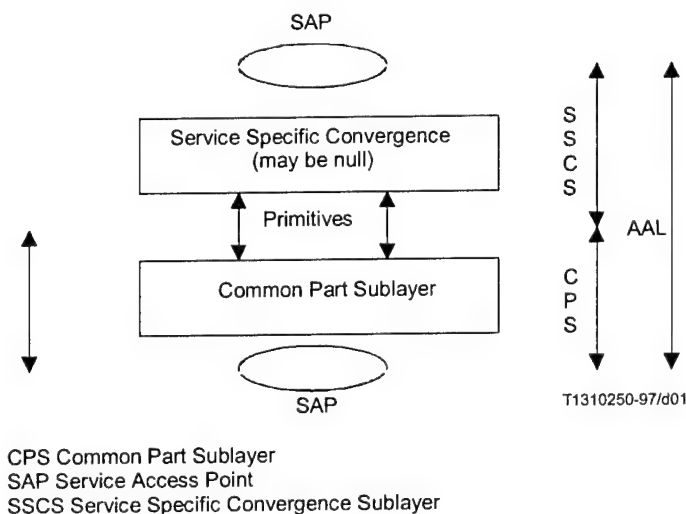 SAP
Service Specific Convergence
(may be null)
S
S
C
S
Primitives
AAL
Common Part Sublayer
C
P
S
SAP
T1310250-97/d01
CPS Common Part Sublayer
SAP Service Access Point
SSCS Service Specific Convergence Sublayer